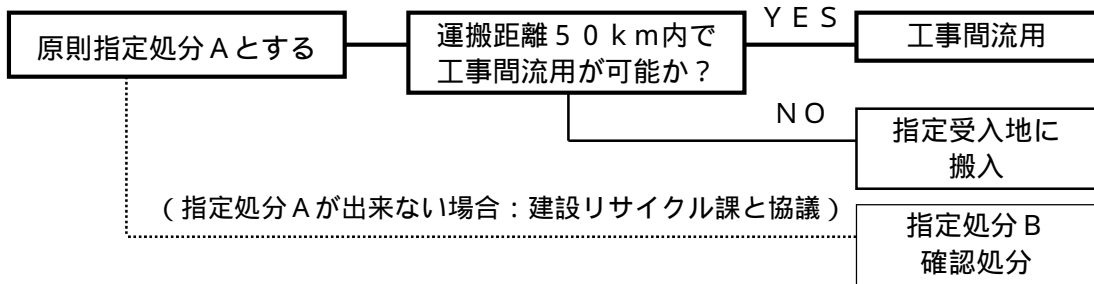 原則指定処分Ａとする
運搬距離５０ｋｍ内で
工事間流用が可能か？
ＹＥＳ
工事間流用
ＮＯ
指定受入地に
搬入
（指定処分Ａが出来ない場合：建設リサイクル課と協議）
指定処分Ｂ
確認処分